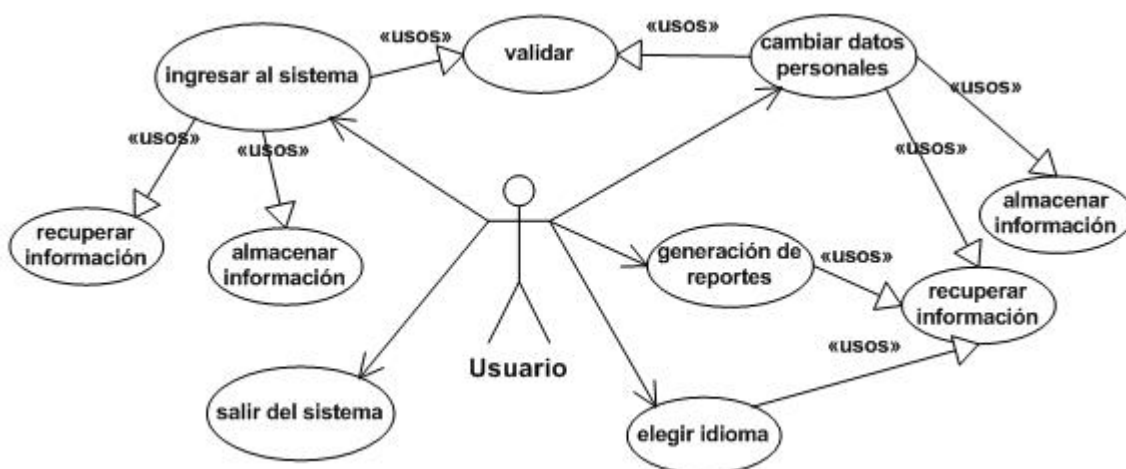 «usos»
validar
«usos»
cambiar datos
personales
ingresar al sistema
«usos»
«usos»
«usos»
«usos»
recuperar
información
almacenar
información
almacenar
información
generación de
reportes
«usos»
recuperar
información
«usos»
Usuario
salir del sistema
elegir idioma